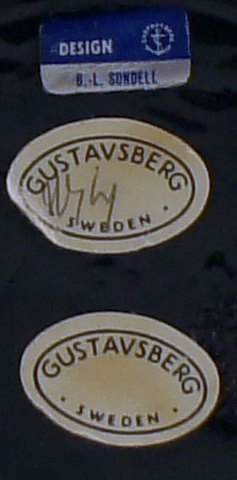 DESIGN
B. L. SUNDELL
GUSTAVSBERG
SWEDEN
GUSTAVSBERG
SWEDEN